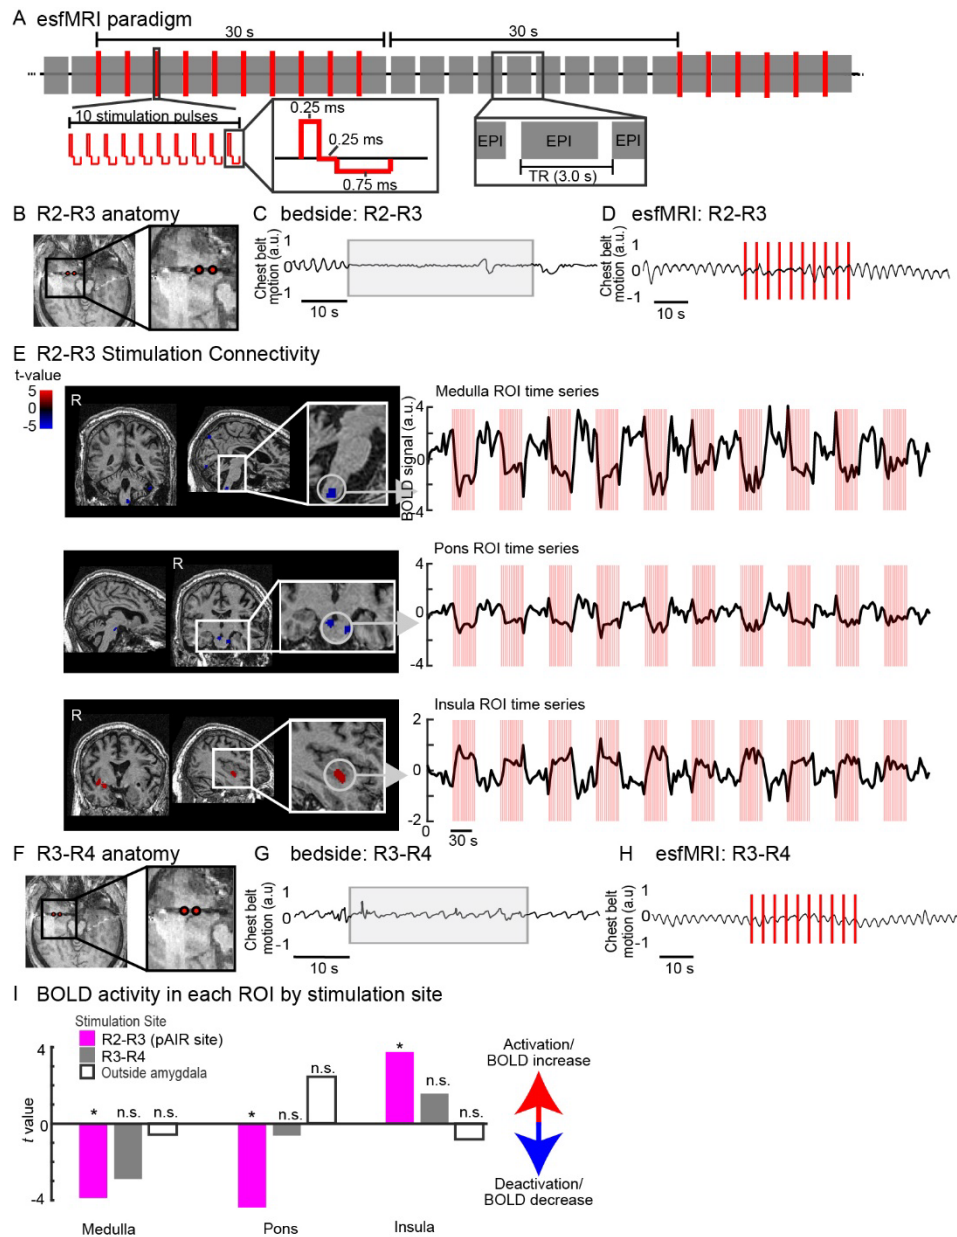 A esfMRI paradigm
30 s
30 s
10 stimulation pulses
0.25 ms
0.25 ms
0.75 ms
EPI
EPI
EPI
TR (3.0 s)
B R2-R3 anatomy
C bedside: R2-R3
Chest belt
motion (a.u.)
1
0
1
10 s
D esfMRI: R2-R3
Chest belt
motion (a.u.)
1
0
-1
10 s
E R2-R3 Stimulation Connectivity
t-value
5
0
-5
R
Medulla ROI time series
BOLD signal (a.u.)
4
0
-4
R
Pons ROI time series
4
0
-4
R
Insula ROI time series
2
0
-2
0
30 s
F R3-R4 anatomy
G bedside: R3-R4
Chest belt
motion (a.u)
1
0
-1
10 s
H esfMRI: R3-R4
Chest belt
motion (a.u.)
1
0
-1
10 s
I BOLD activity in each ROI by stimulation site
Stimulation Site
R2-R3 (pAIR site)
R3-R4
Outside amygdala
t value
4
0
-4
* n.s. n.s.
* n.s. n.s.
* n.s. n.s.
Medulla Pons Insula
Activation/
BOLD increase
Deactivation/
BOLD decrease